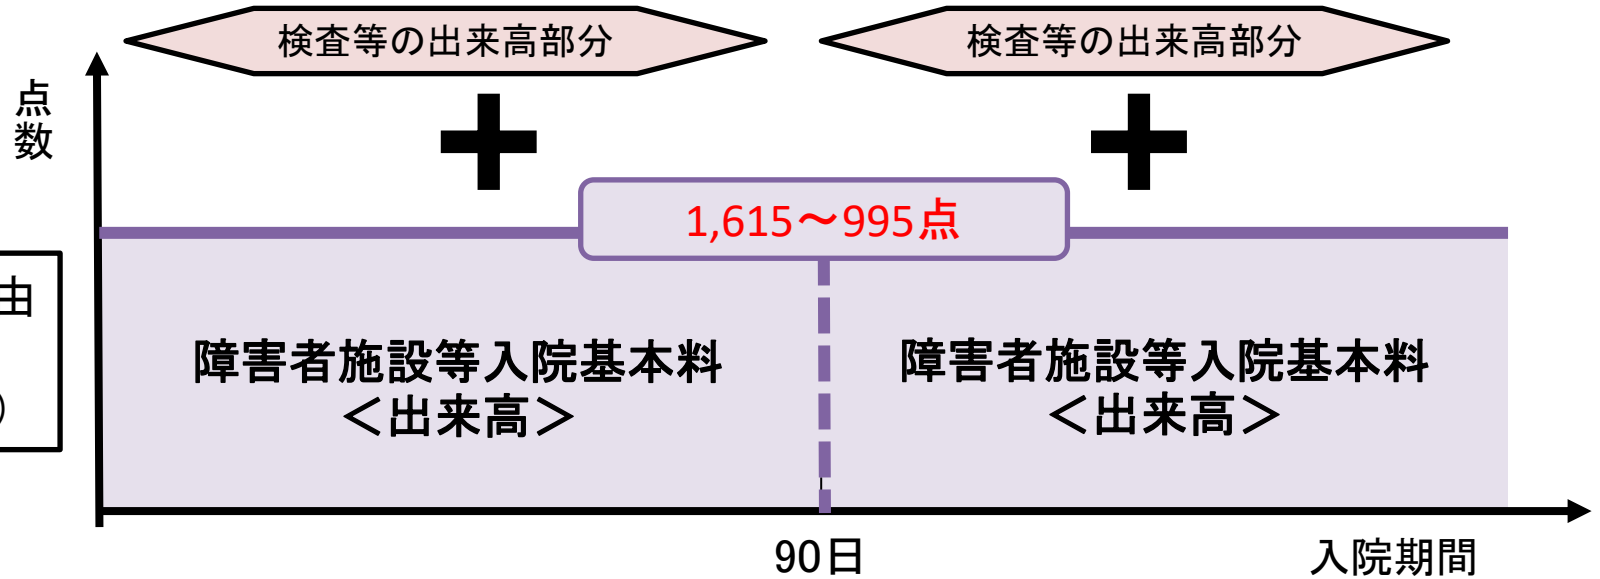 検査等の出来高部分
検査等の出来高部分
点数
1,615～995点
由
）
障害者施設等入院基本料
＜出来高＞
障害者施設等入院基本料
＜出来高＞
90日
入院期間